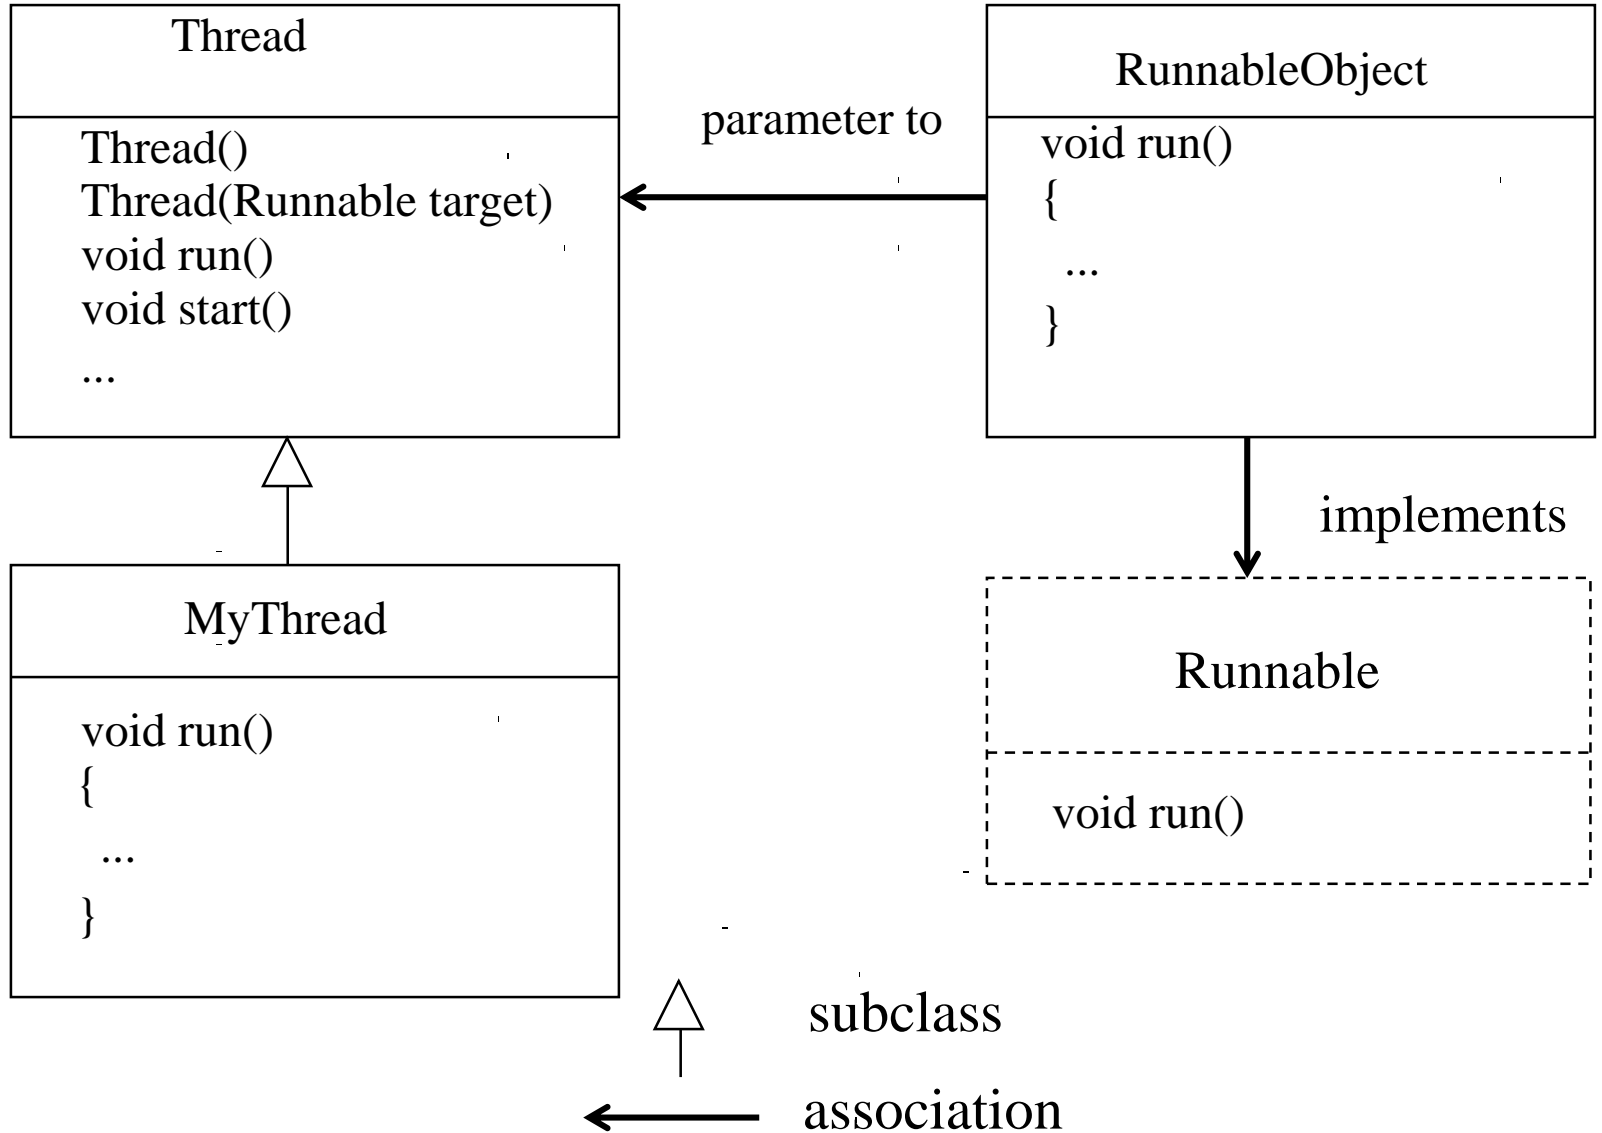 Thread
Thread()
Thread(Runnable target)
void run()
void start()
...
parameter to
RunnableObject
void run()
{
...
}
implements
MyThread
void run()
{
...
}
Runnable
void run()
subclass
association